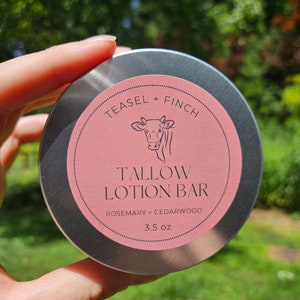 TEASEL + FINCH
TALLOW
LOTION BAR
ROSEMARY + CEDARWOOD
3.5 oz